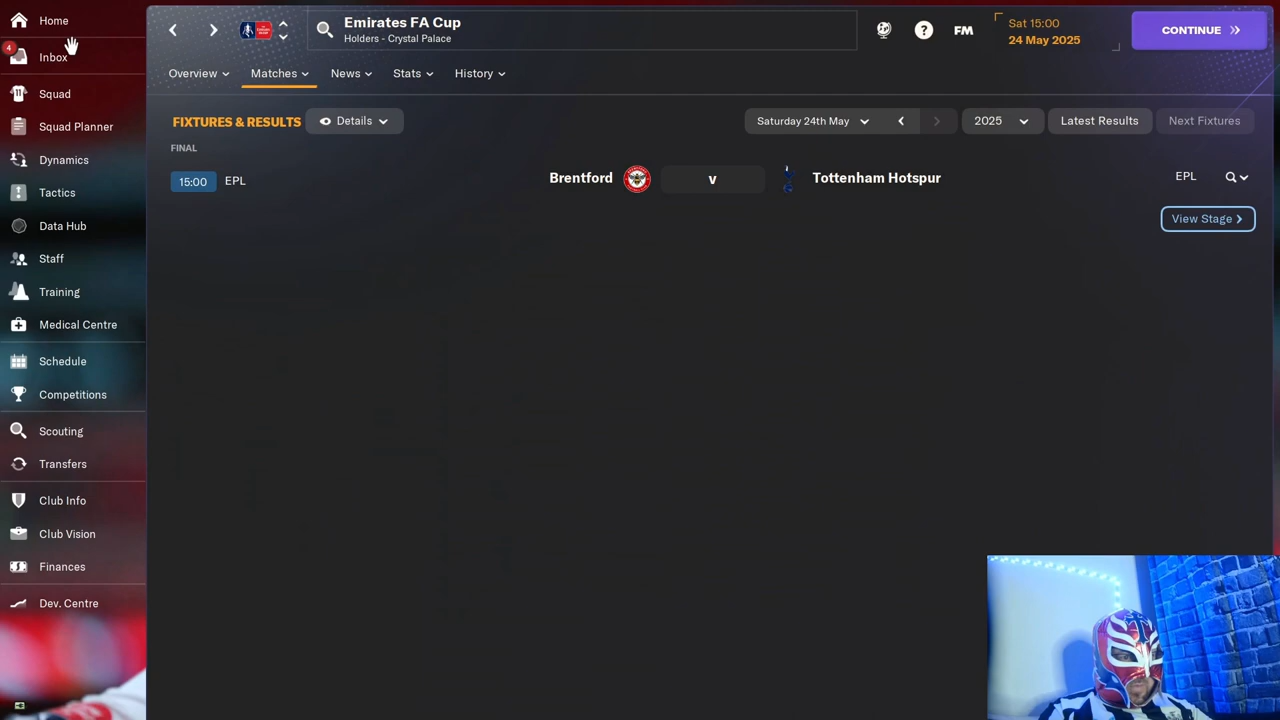 Home
4
Inbox
Squad
Squad Planner
Dynamics
Tactics
Data Hub
Staff
Training
Medical Centre
Schedule
Competitions
Scouting
Transfers
Club Info
Club Vision
Finances
Dev. Centre
Emirates FA Cup
Holders - Crystal Palace
FM
Sat 15:00
24 May 2025
CONTINUE
Overview
Matches
News
Stats
History
FIXTURES & RESULTS
Details
Saturday 24th May
2025
Latest Results
Next Fixtures
FINAL
15:00 EPL Brentford v Tottenham Hotspur EPL
View Stage